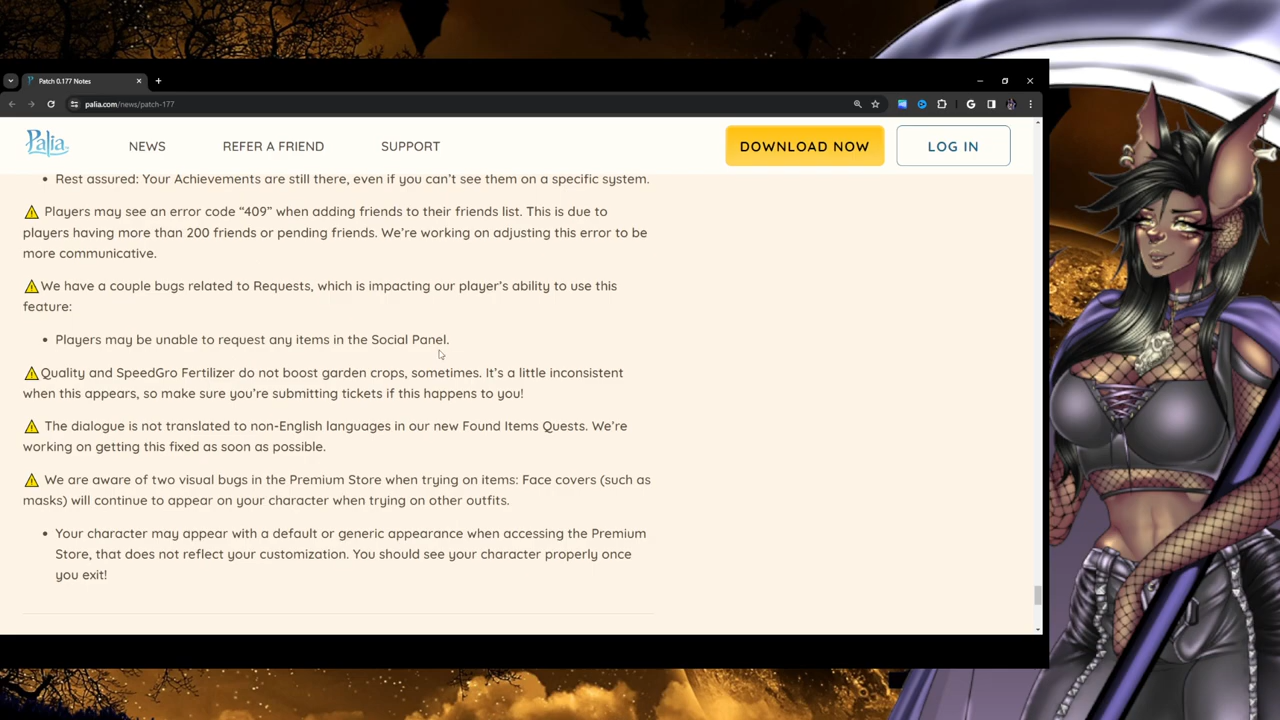 Patch 0.177 Notes
palia.com/news/patch-177
Palia
NEWS
REFER A FRIEND
SUPPORT
DOWNLOAD NOW
LOG IN
• Rest assured: Your Achievements are still there, even if you can’t see them on a specific system.
⚠ Players may see an error code “409” when adding friends to their friends list. This is due to
players having more than 200 friends or pending friends. We’re working on adjusting this error to be
more communicative.
⚠We have a couple bugs related to Requests, which is impacting our player’s ability to use this
feature:
• Players may be unable to request any items in the Social Panel.
⚠Quality and SpeedGro Fertilizer do not boost garden crops, sometimes. It’s a little inconsistent
when this appears, so make sure you’re submitting tickets if this happens to you!
⚠ The dialogue is not translated to non-English languages in our new Found Items Quests. We’re
working on getting this fixed as soon as possible.
⚠ We are aware of two visual bugs in the Premium Store when trying on items: Face covers (such as
masks) will continue to appear on your character when trying on other outfits.
• Your character may appear with a default or generic appearance when accessing the Premium
Store, that does not reflect your customization. You should see your character properly once
you exit!